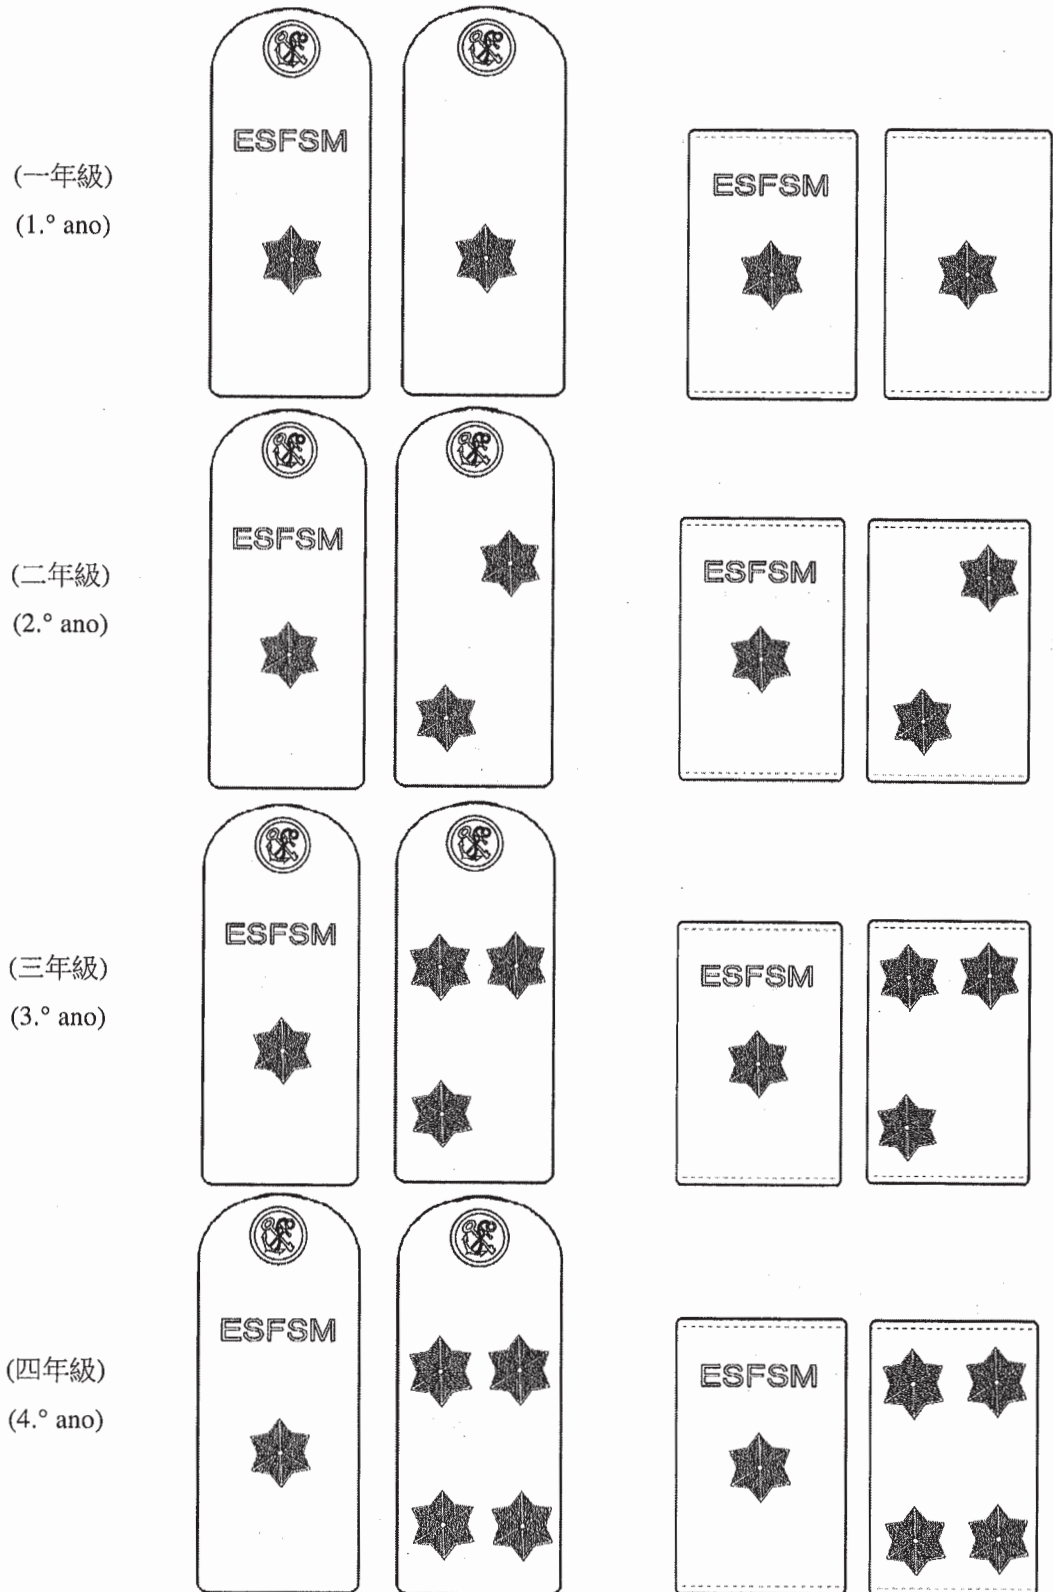 ESFSM
ESFSM
(一年級)
(1.° ano)
ESFSM
ESFSM
(二年級)
(2.° ano)
ESFSM
ESFSM
(三年級)
(3.° ano)
ESFSM
ESFSM
(四年級)
(4.° ano)